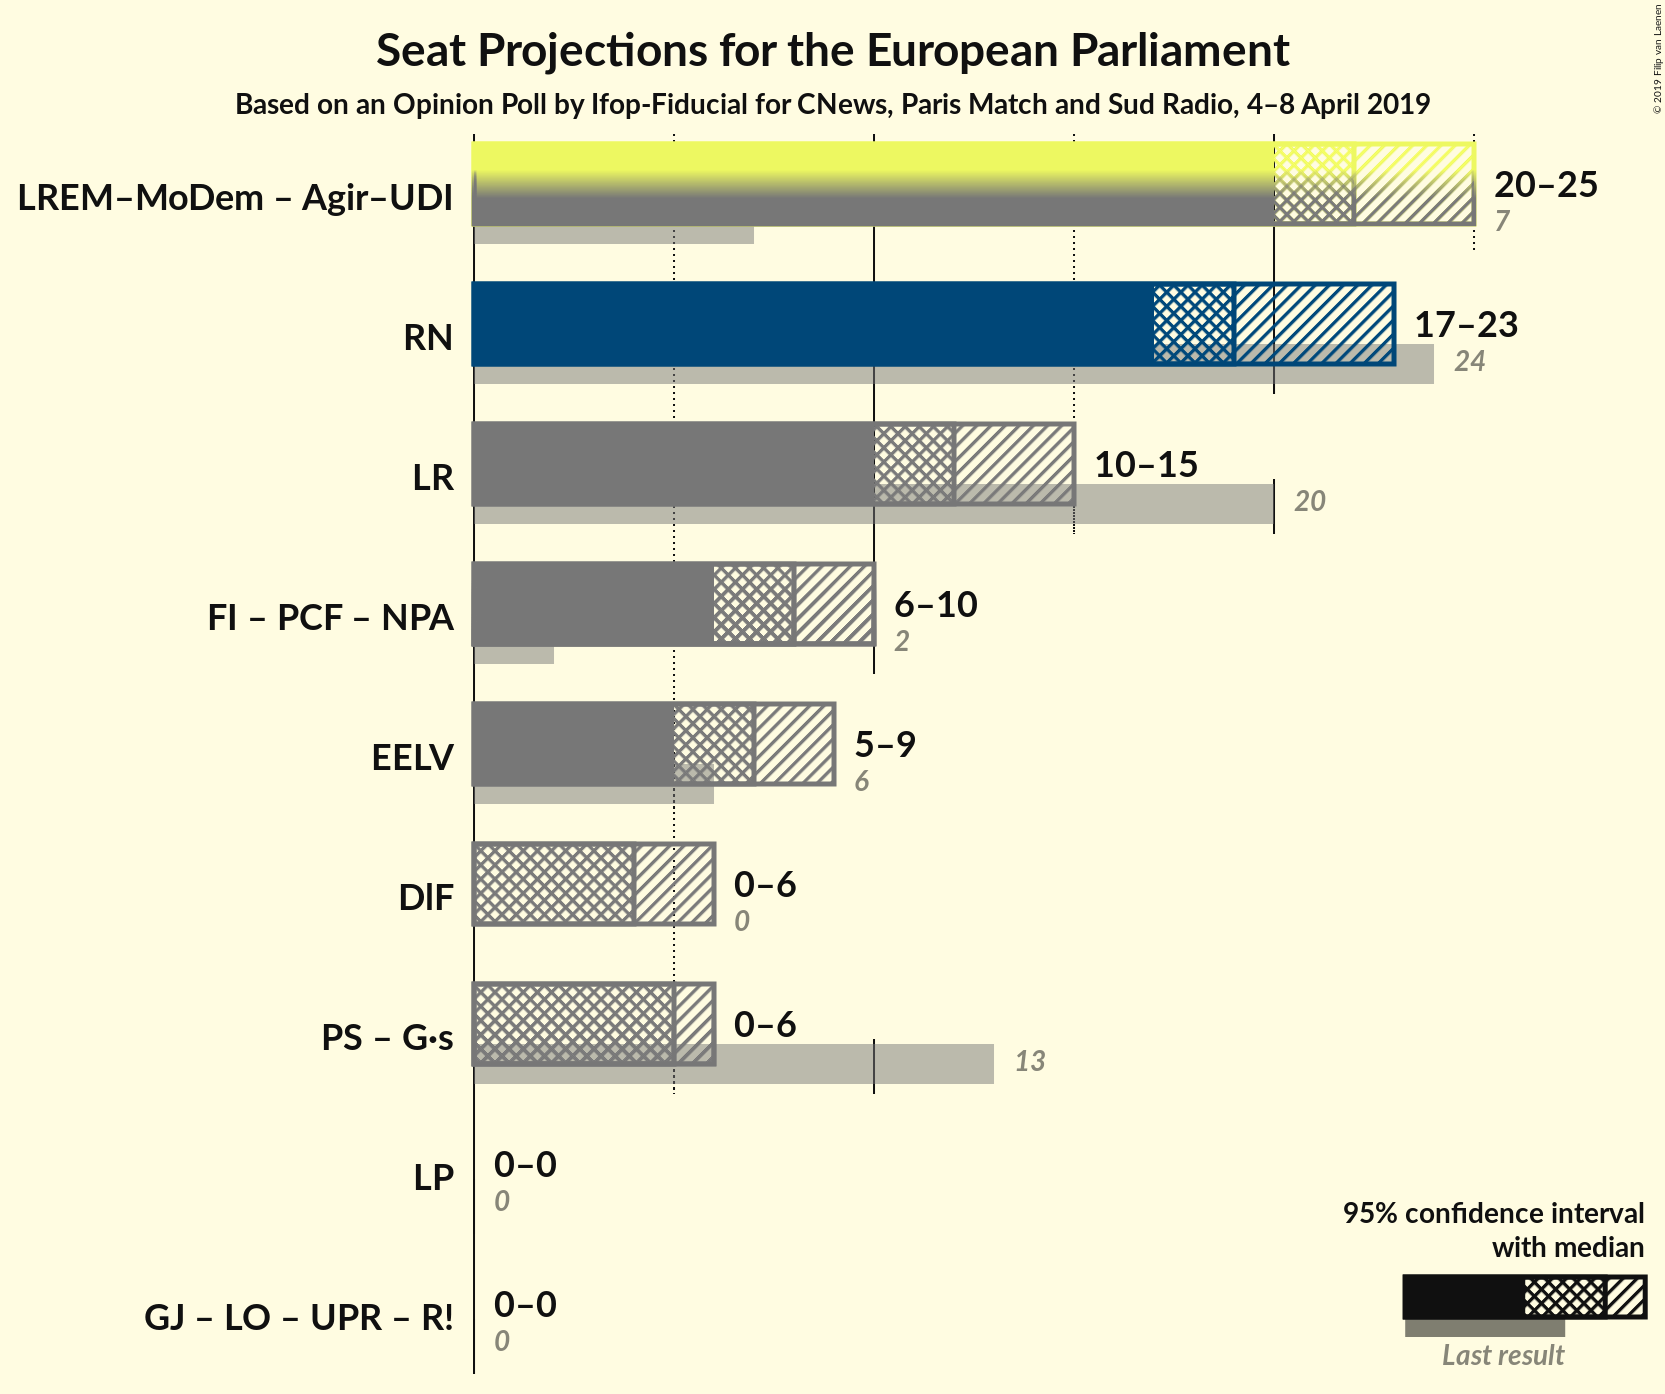 © 2019 Filip van Laenen
Seat Projections for the European Parliament
Based on an Opinion Poll by Ifop-Fiducial for CNews, Paris Match and Sud Radio, 4–8 April 2019
LREM–MoDem – Agir–UDI
20–25
7
RN
17–23
24
LR
10–15
20
FI – PCF – NPA
6–10
2
EELV
5–9
6
DlF
0–6
0
PS – G·s
0–6
13
LP
0–0
0
GJ – LO – UPR – R!
0–0
0
95% confidence interval
with median
Last result